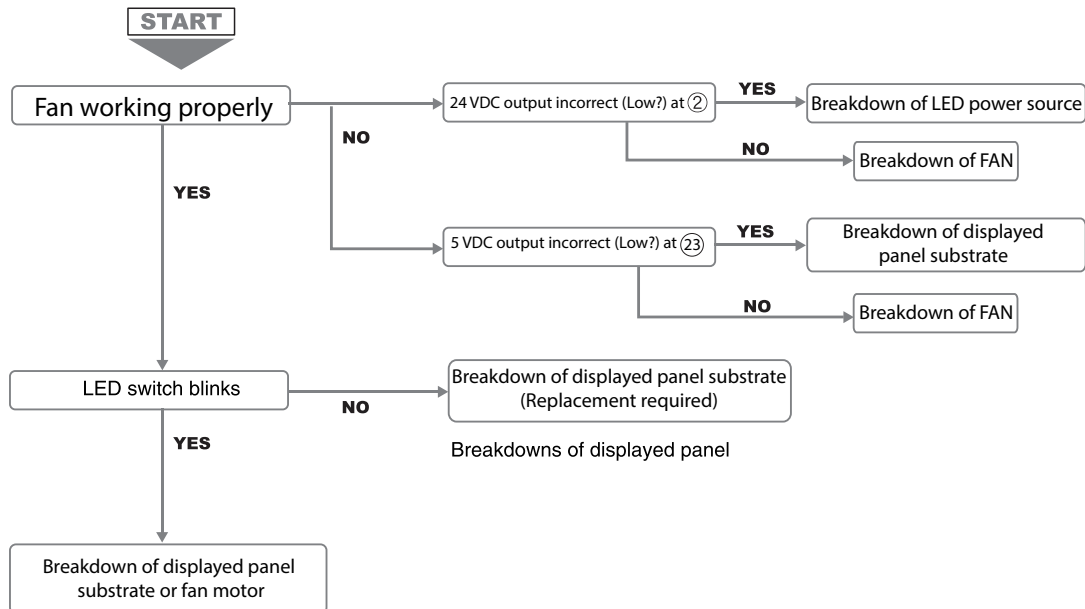 START
Fan working properly
24 VDC output incorrect (Low?) at ②
YES
Breakdown of LED power source
NO
NO
Breakdown of FAN
YES
5 VDC output incorrect (Low?) at ㉓
YES
Breakdown of displayed
panel substrate
NO
Breakdown of FAN
LED switch blinks
NO
Breakdown of displayed panel substrate
(Replacement required)
YES
Breakdowns of displayed panel
Breakdown of displayed panel
substrate or fan motor